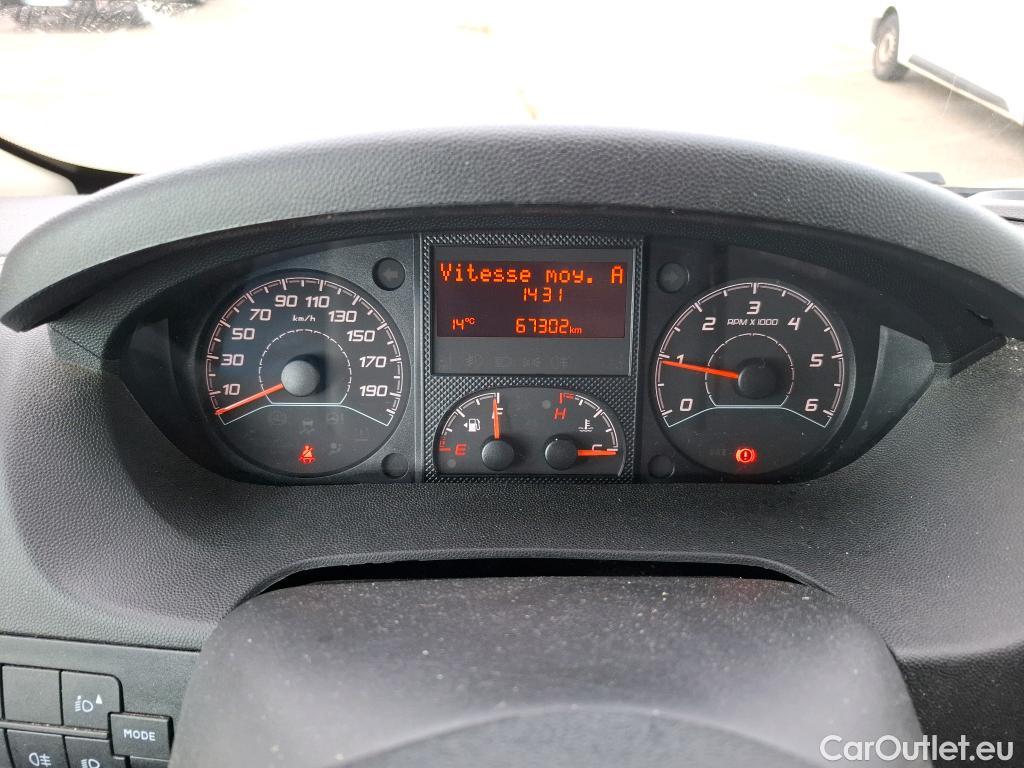 Vitesse moy. A
1431
14°C 67302km
10 30 50 70 90 110 130 150 170 190
km/h
0 1 2 3 4 5 6
RPM X 1000
E F
H C
MODE
CarOutlet.eu